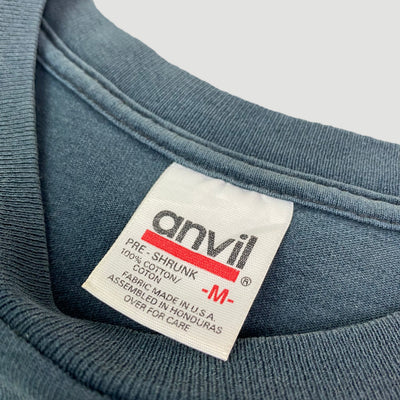 anvil
®
PRE - SHRUNK
100% COTTON/
COTON
-M-
FABRIC MADE IN U.S.A.
ASSEMBLED IN HONDURAS
OVER FOR CARE